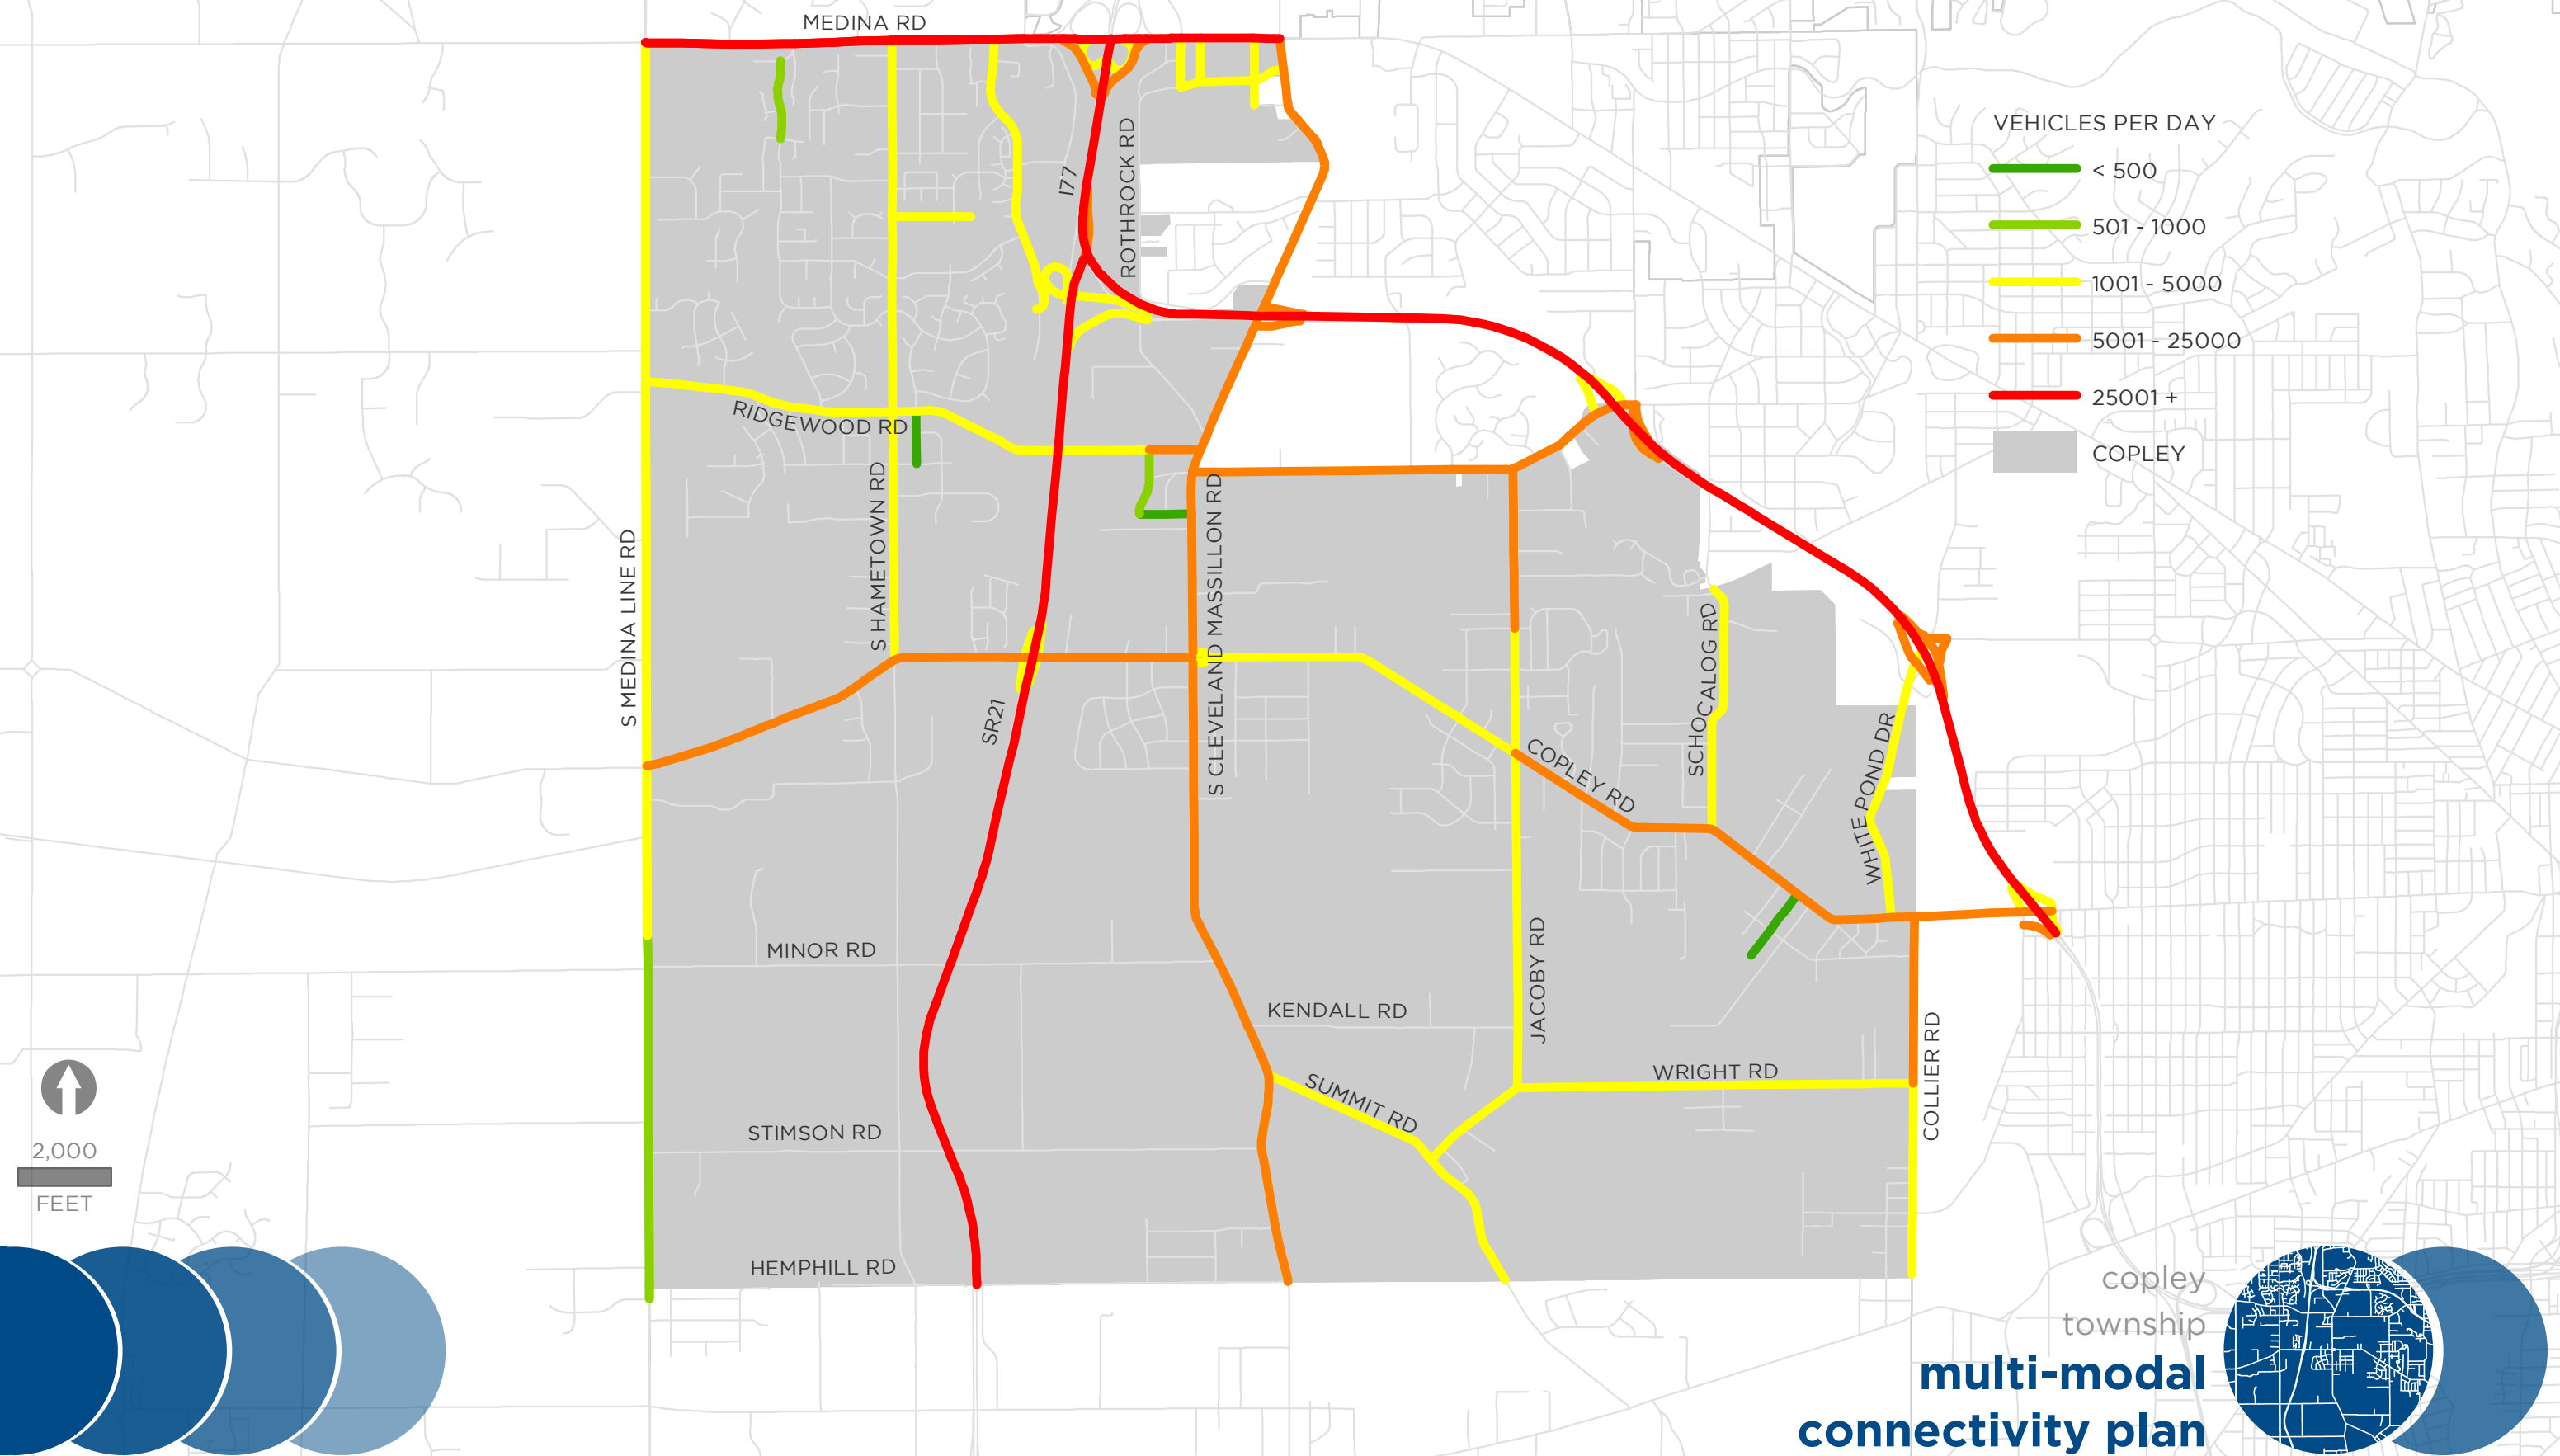 MEDINA RD
VEHICLES PER DAY
< 500
501 - 1000
1001 - 5000
5001 - 25000
25001 +
COPLEY
I77
ROTHROCK RD
RIDGEWOOD RD
S HAMETOWN RD
S MEDINA LINE RD
S CLEVELAND MASSILLON RD
SR21
SCHOCALOG RD
COPLEY RD
WHITE POND DR
MINOR RD
JACOBY RD
KENDALL RD
COLLIER RD
WRIGHT RD
SUMMIT RD
STIMSON RD
HEMPHILL RD
2,000
FEET
copley
township
multi-modal
connectivity plan